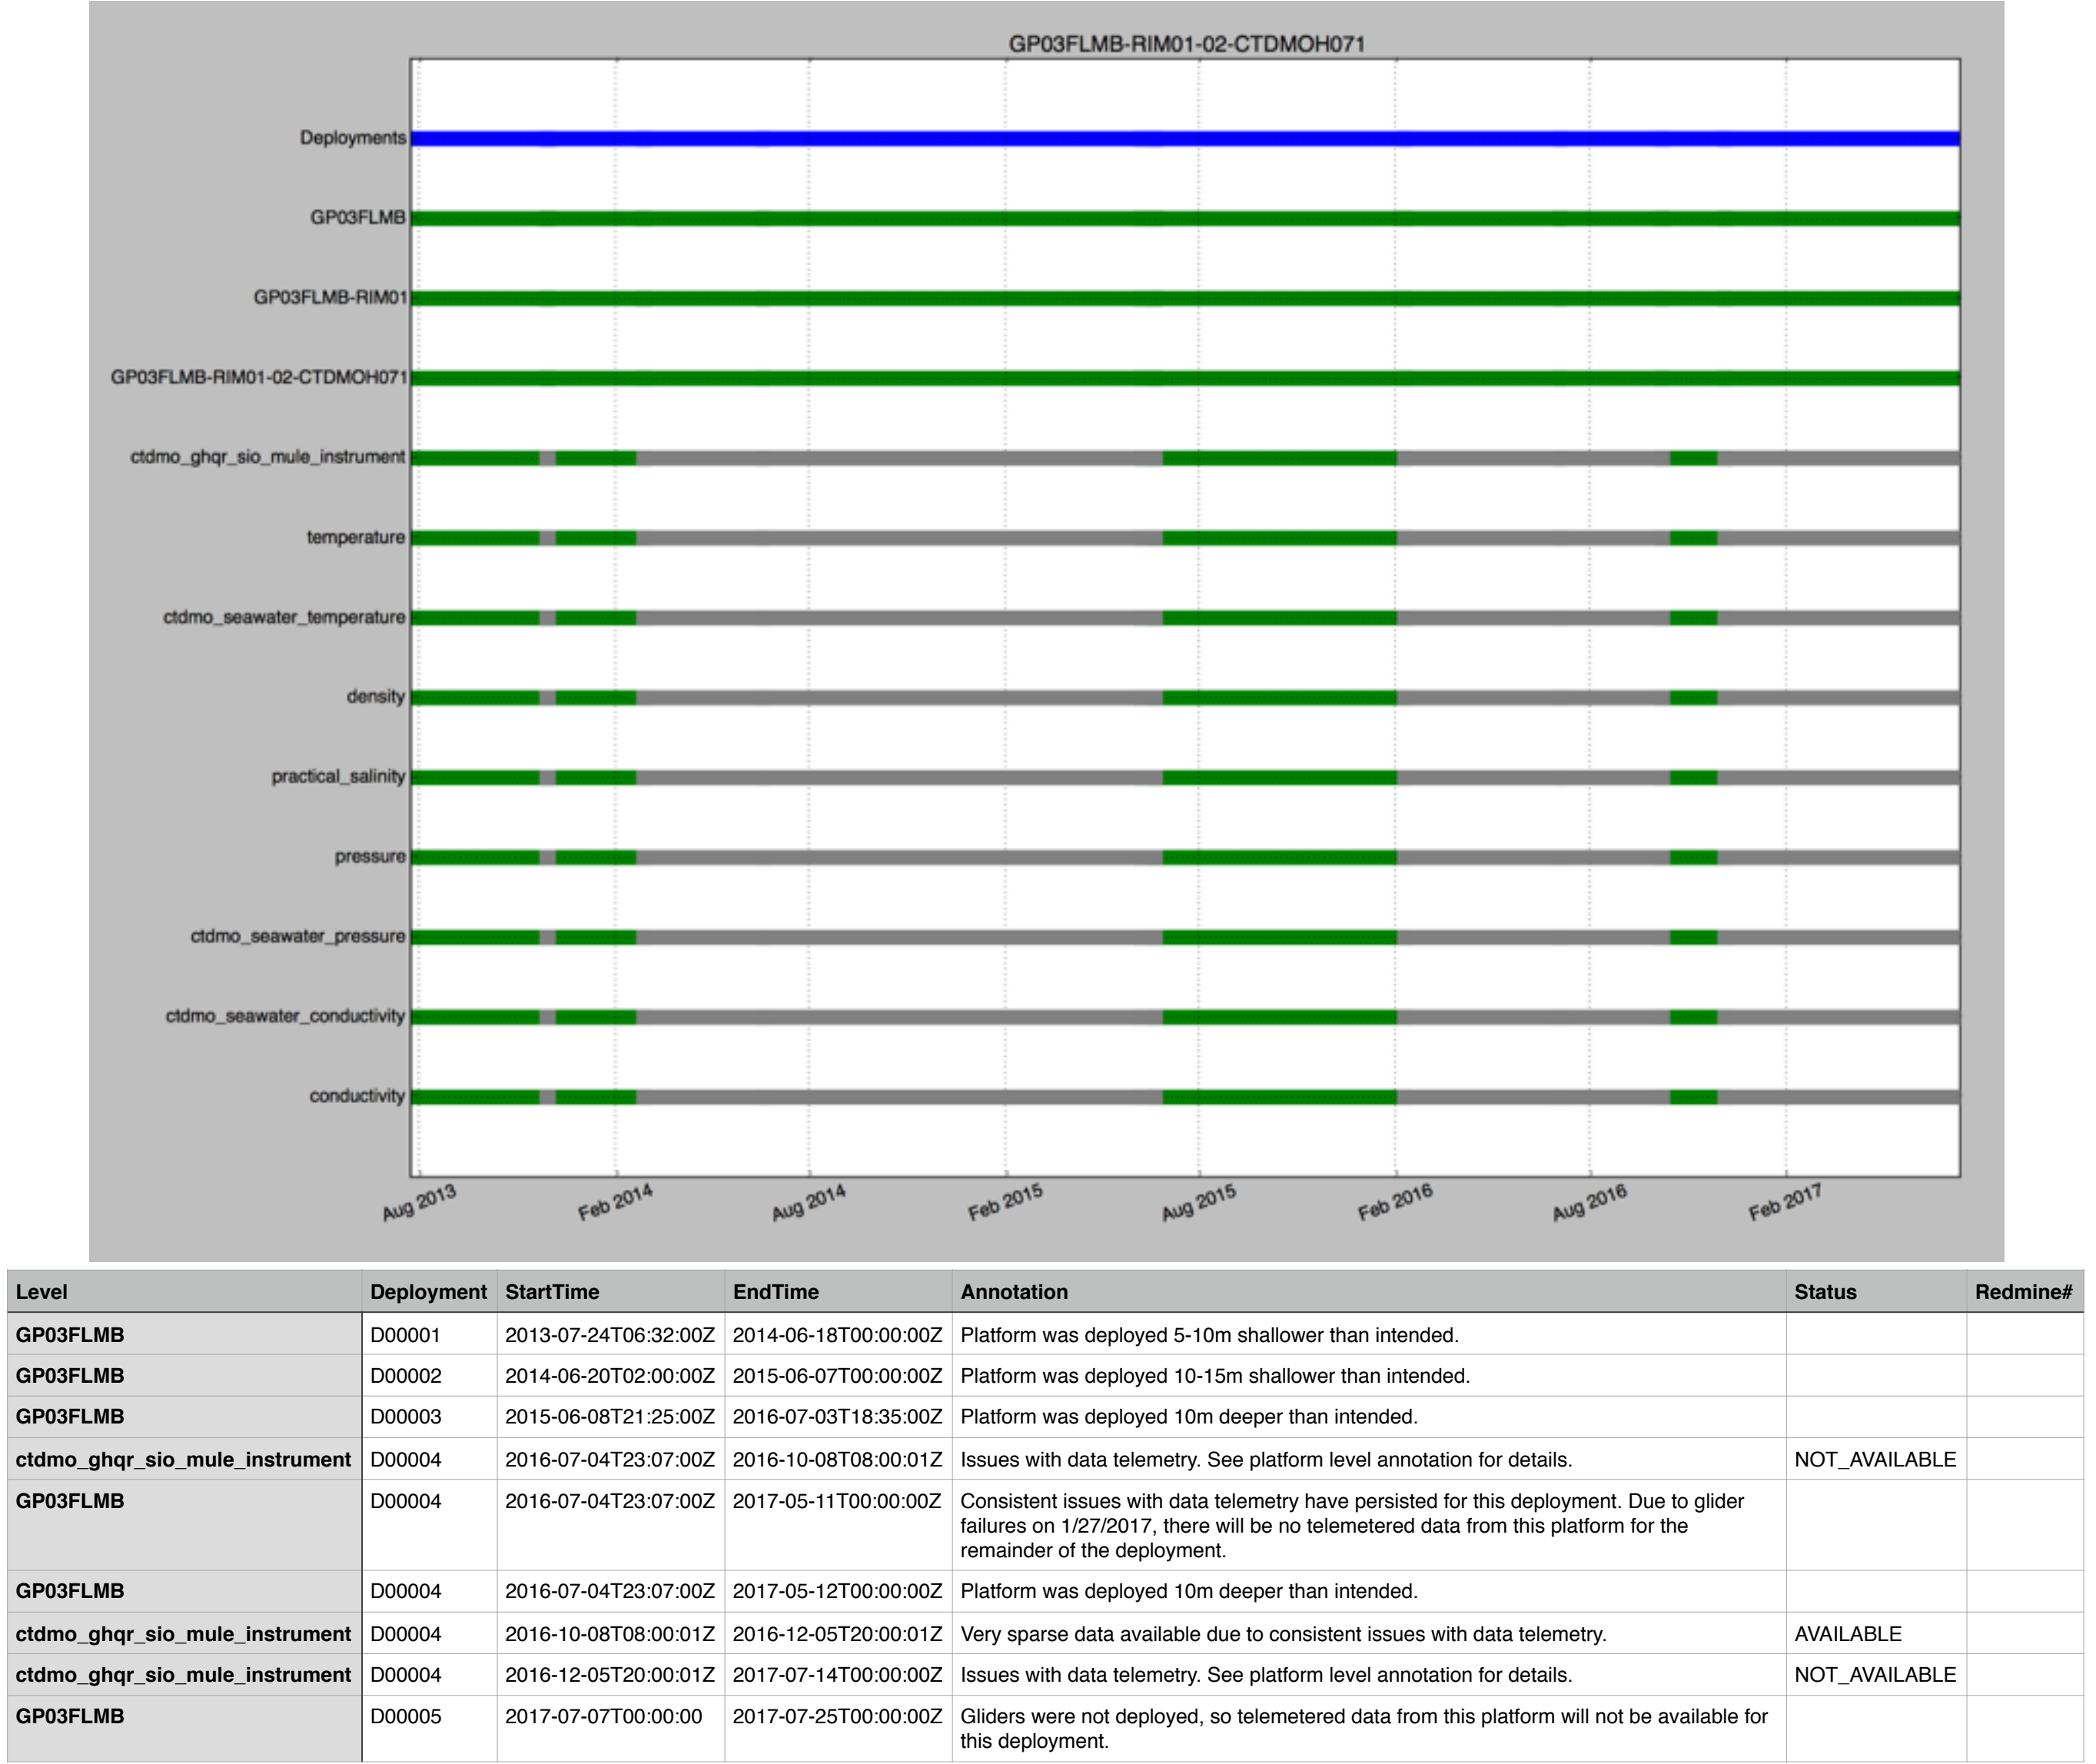 GP03FLMB-RIM01-02-CTDMOH071
Deployments
GP03FLMB
GP03FLMB-RIM01
GP03FLMB-RIM01-02-CTDMOH071
ctdmo_ghqr_sio_mule_instrument
temperature
ctdmo_seawater_temperature
density
practical_salinity
pressure
ctdmo_seawater_pressure
ctdmo_seawater_conductivity
conductivity
Aug 2013 Feb 2014 Aug 2014 Feb 2015 Aug 2015 Feb 2016 Aug 2016 Feb 2017
Level Deployment StartTime EndTime Annotation Status Redmine#
GP03FLMB D00001 2013-07-24T06:32:00Z 2014-06-18T00:00:00Z Platform was deployed 5-10m shallower than intended.
GP03FLMB D00002 2014-06-20T02:00:00Z 2015-06-07T00:00:00Z Platform was deployed 10-15m shallower than intended.
GP03FLMB D00003 2015-06-08T21:25:00Z 2016-07-03T18:35:00Z Platform was deployed 10m deeper than intended.
ctdmo_ghqr_sio_mule_instrument D00004 2016-07-04T23:07:00Z 2016-10-08T08:00:01Z Issues with data telemetry. See platform level annotation for details. NOT_AVAILABLE
GP03FLMB D00004 2016-07-04T23:07:00Z 2017-05-11T00:00:00Z Consistent issues with data telemetry have persisted for this deployment. Due to glider
failures on 1/27/2017, there will be no telemetered data from this platform for the
remainder of the deployment.
GP03FLMB D00004 2016-07-04T23:07:00Z 2017-05-12T00:00:00Z Platform was deployed 10m deeper than intended.
ctdmo_ghqr_sio_mule_instrument D00004 2016-10-08T08:00:01Z 2016-12-05T20:00:01Z Very sparse data available due to consistent issues with data telemetry. AVAILABLE
ctdmo_ghqr_sio_mule_instrument D00004 2016-12-05T20:00:01Z 2017-07-14T00:00:00Z Issues with data telemetry. See platform level annotation for details. NOT_AVAILABLE
GP03FLMB D00005 2017-07-07T00:00:00 2017-07-25T00:00:00Z Gliders were not deployed, so telemetered data from this platform will not be available for
this deployment.